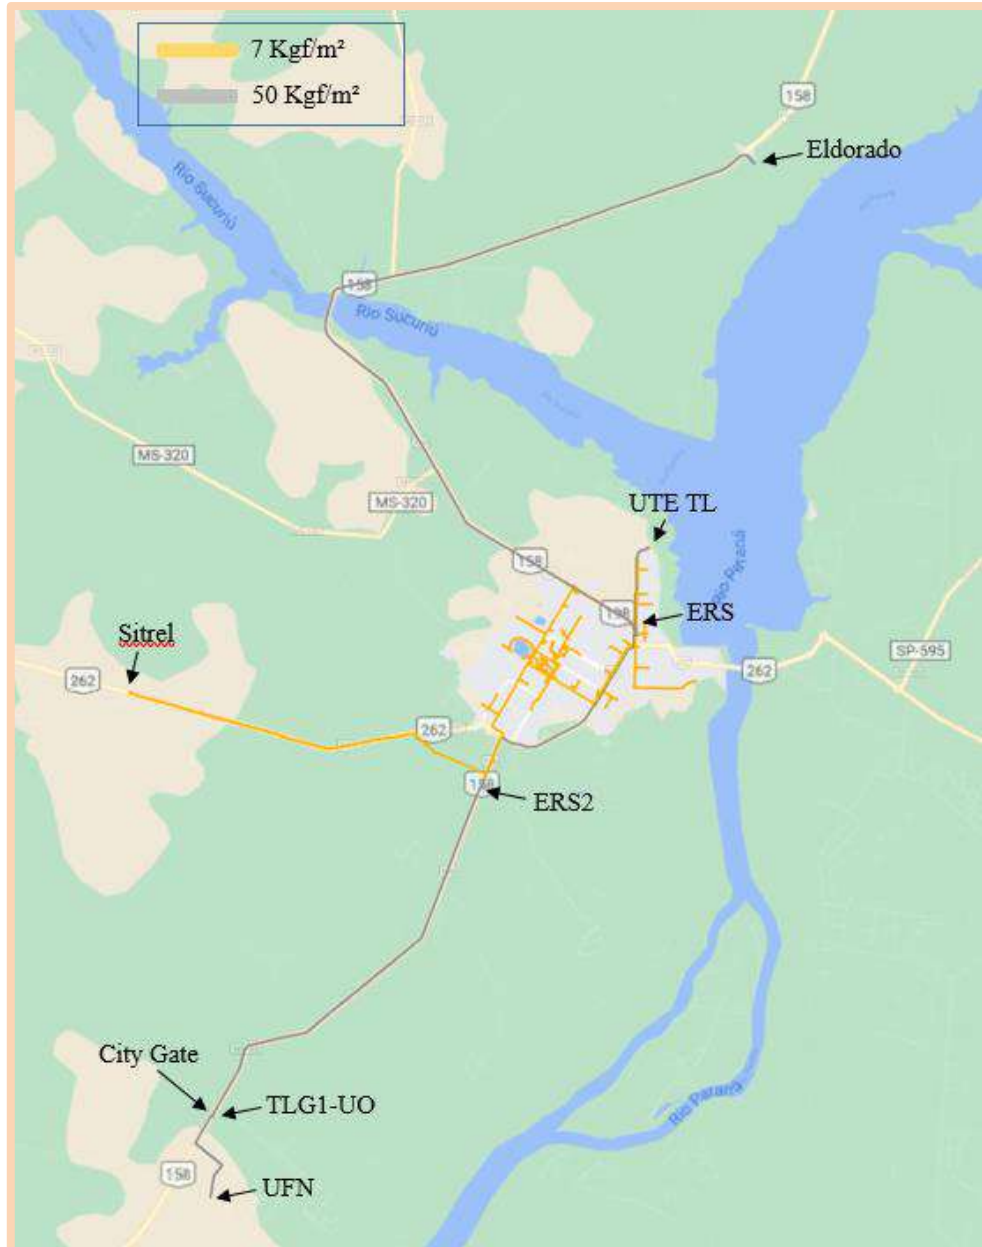 7 Kgf/m²
50 Kgf/m²
158
Eldorado
Rio Sucuriú
158
Rio Sucuriú
MS-320
MS-320
UTE TL
158
Rio Paraná
158
ERS
Sitrel
SP-595
262
262
262
158
ERS2
City Gate
TLG1-UO
Rio Paraná
158
UFN